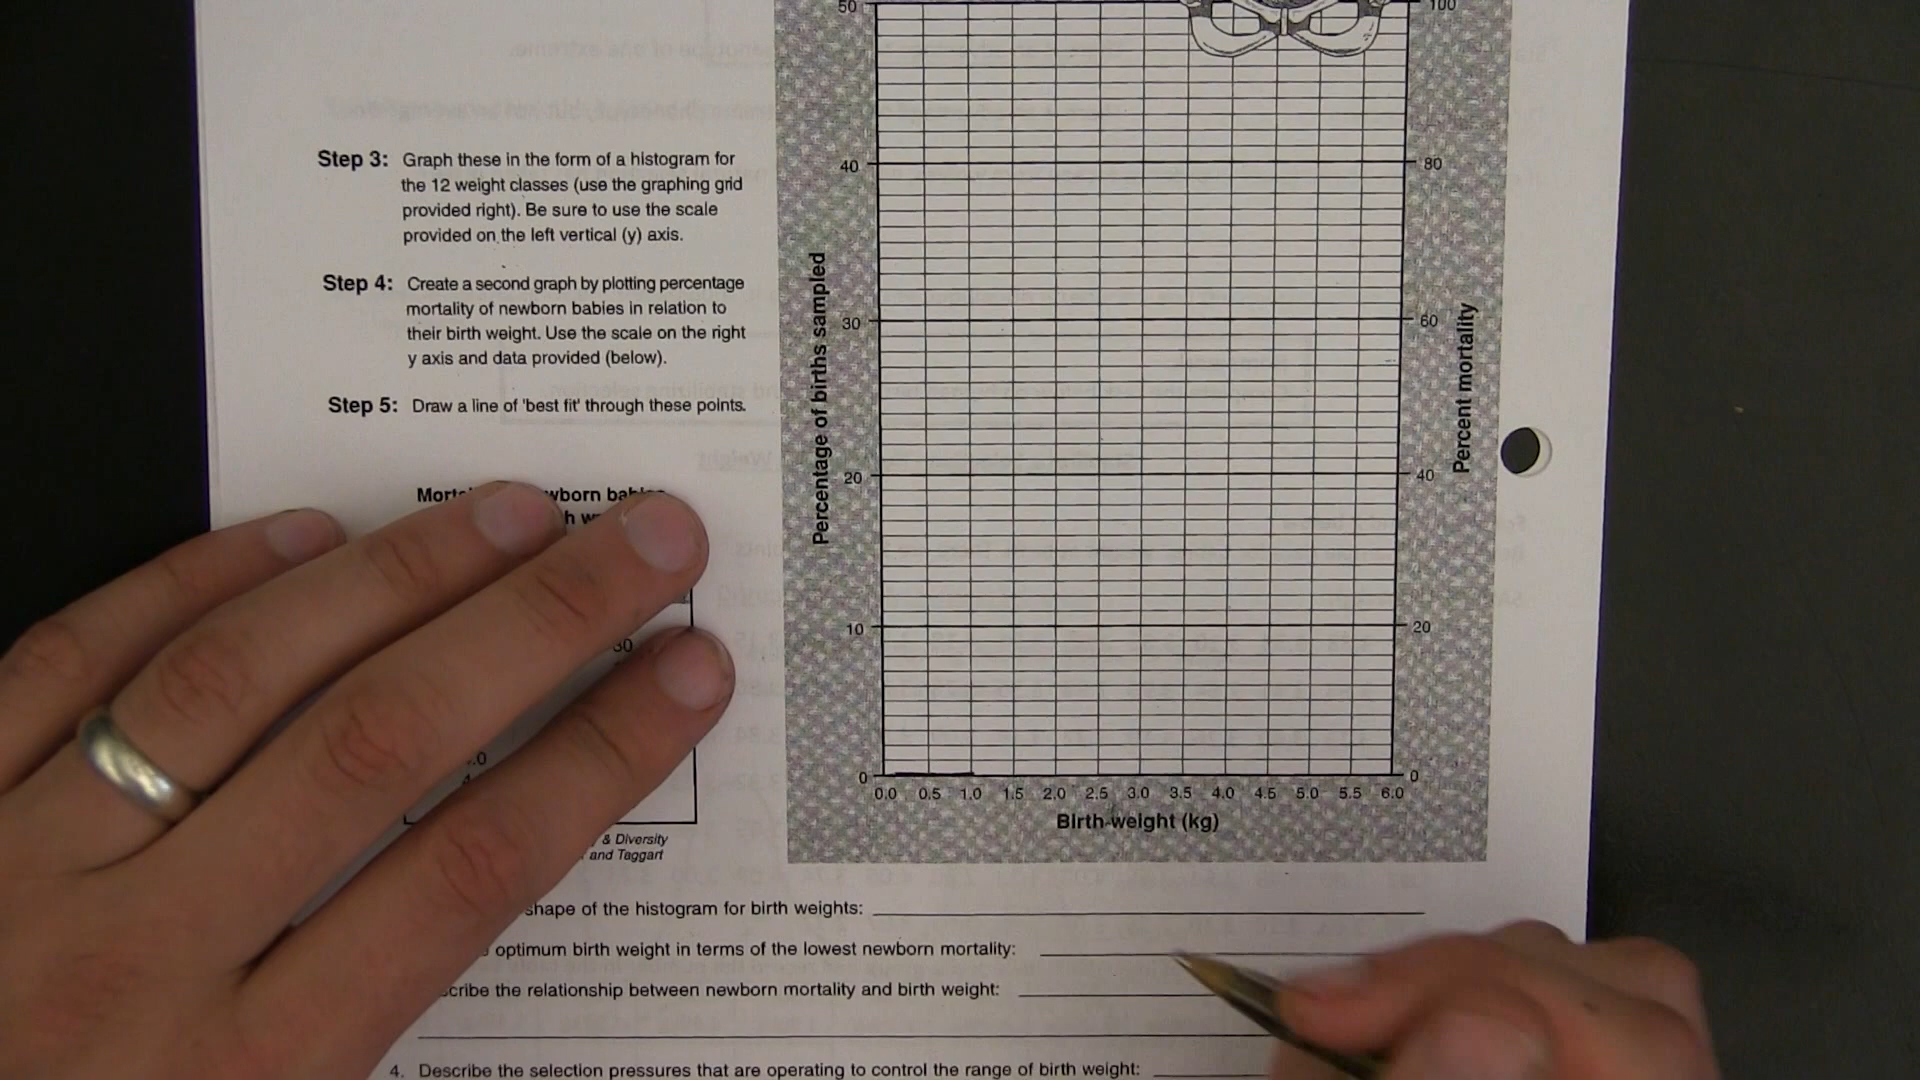 Step 3: Graph these in the form of a histogram for
the 12 weight classes (use the graphing grid
provided right). Be sure to use the scale
provided on the left vertical (y) axis.
Step 4: Create a second graph by plotting percentage
mortality of newborn babies in relation to
their birth weight. Use the scale on the right
y axis and data provided (below).
Step 5: Draw a line of 'best fit' through these points.
& Diversity
and Taggart
50
40
30
20
10
0
Percentage of births sampled
100
80
60
40
20
0
Percent mortality
0.0 0.5 1.0 1.5 2.0 2.5 3.0 3.5 4.0 4.5 5.0 5.5 6.0
Birth weight (kg)
shape of the histogram for birth weights:
optimum birth weight in terms of the lowest newborn mortality:
the relationship between newborn mortality and birth weight:
4. Describe the selection pressures that are operating to control the range of birth weight: